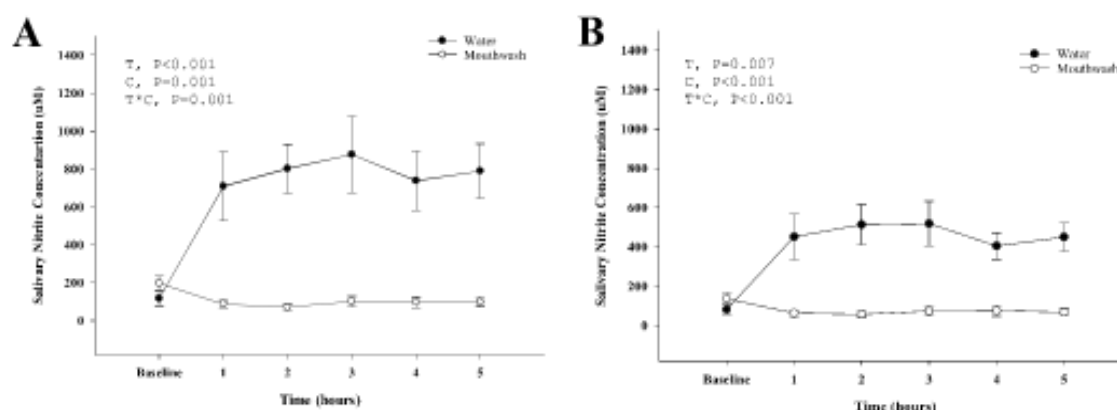 A
Water
Mouthwash
T, P<0.001
C, P=0.001
T*C, P=0.001
Salivary Nitrite Concentartion (uM)
1400
1200
1000
800
600
400
200
0
Baseline 1 2 3 4 5
Time (hours)
B
Water
Mouthwash
T, P=0.007
C, P<0.001
T*C, P<0.001
Salivary Nitrite Concentration (uM)
1400
1200
1000
800
600
400
200
0
Baseline 1 2 3 4 5
Time (hours)